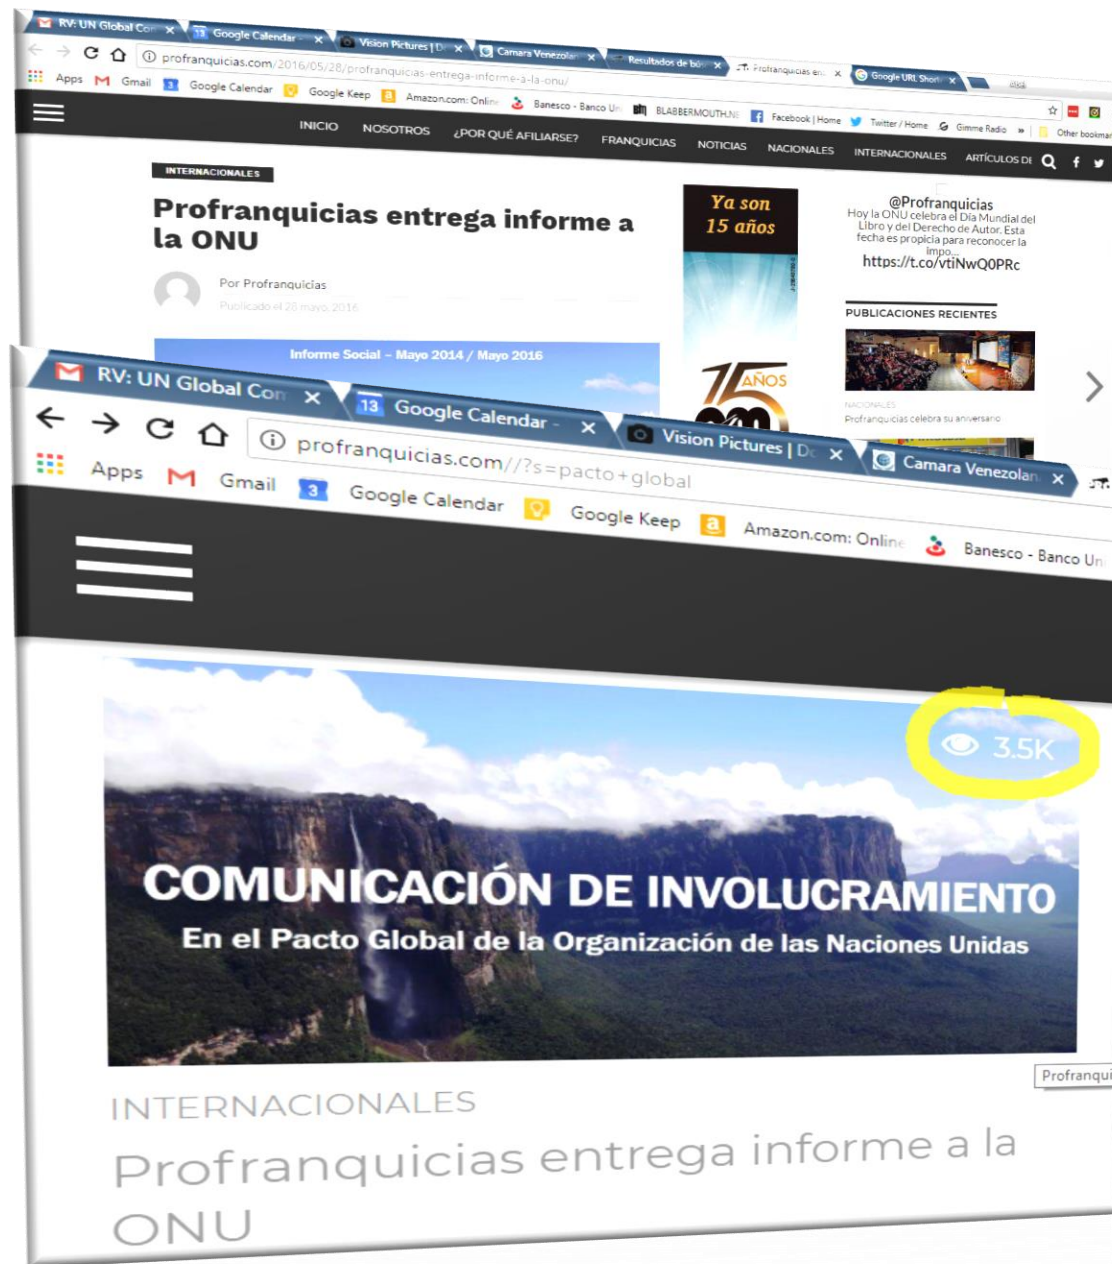 RV: UN Global Con
Google Calendar -
Vision Pictures | D
Camara Venezolan
Resultados de bús
Profranquicias en
Google URL Short
profranquicias.com/2016/05/28/profranquicias-entrega-informe-a-la-onu/
Apps
Gmail
Google Calendar
Google Keep
Amazon.com: Online
Banesco - Banco Un
BLABBERMOUTH.NE
Facebook | Home
Twitter / Home
Gimme Radio
»
Other bookmar
INICIO
NOSOTROS
¿POR QUÉ AFILIARSE?
FRANQUICIAS
NOTICIAS
NACIONALES
INTERNACIONALES
ARTÍCULOS DE
INTERNACIONALES
Profranquicias entrega informe a
la ONU
Por Profranquicias
Publicado el 28 mayo, 2016
Informe Social – Mayo 2014 / Mayo 2016
Ya son
15 años
15
AÑOS
@Profranquicias
Hoy la ONU celebra el Día Mundial del
Libro y del Derecho de Autor. Esta
fecha es propicia para reconocer la
impo...
https://t.co/vtiNwQ0PRc
PUBLICACIONES RECIENTES
NACIONALES
Profranquicias celebra su aniversario
RV: UN Global Con
13
Google Calendar -
Vision Pictures | D
Camara Venezolan
profranquicias.com//?s=pacto+global
Apps
Gmail
3
Google Calendar
Google Keep
Amazon.com: Online
Banesco - Banco Un
3.5K
COMUNICACIÓN DE INVOLUCRAMIENTO
En el Pacto Global de la Organización de las Naciones Unidas
Profranqui
INTERNACIONALES
Profranquicias entrega informe a la
ONU